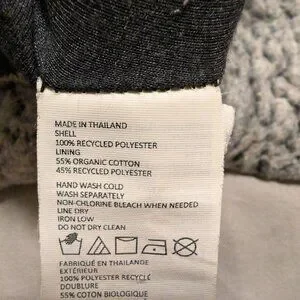 MADE IN THAILAND
SHELL
100% RECYCLED POLYESTER
LINING
55% ORGANIC COTTON
45% RECYCLED POLYESTER
HAND WASH COLD
WASH SEPARATELY
NON-CHLORINE BLEACH WHEN NEEDED
LINE DRY
IRON LOW
DO NOT DRY CLEAN
FABRIQUÉ EN THAÏLANDE
EXTÉRIEUR
100% POLYESTER RECYCLÉ
DOUBLURE
55% COTON BIOLOGIQUE